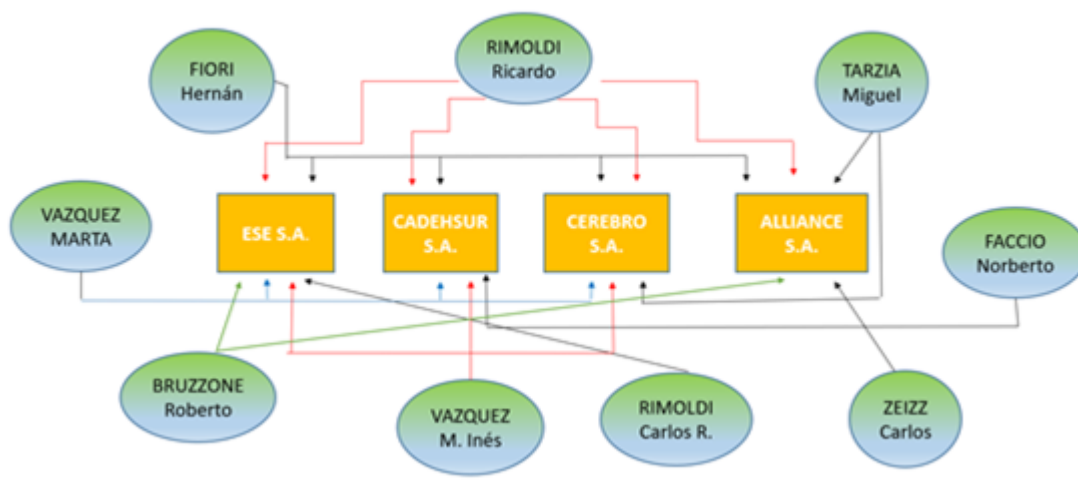 FIORI
Hernán
RIMOLDI
Ricardo
TARZIA
Miguel
VAZQUEZ
MARTA
ESE S.A.
CADEHSUR
S.A.
CEREBRO
S.A.
ALLIANCE
S.A.
FACCIO
Norberto
BRUZZONE
Roberto
VAZQUEZ
M. Inés
RIMOLDI
Carlos R.
ZEIZZ
Carlos